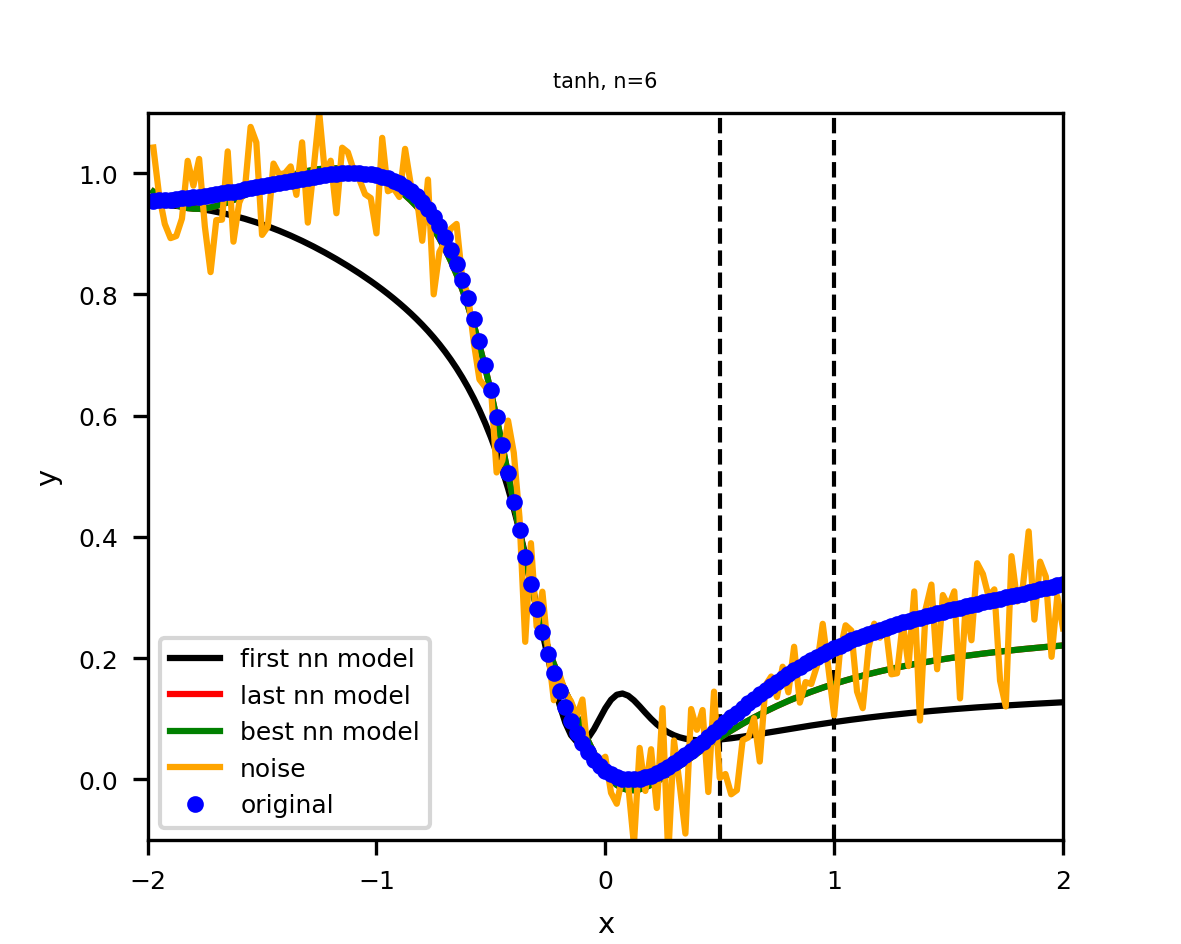 tanh, n=6
y
1.0
0.8
0.6
0.4
0.2
0.0
first nn model
last nn model
best nn model
noise
original
−2
−1
0
1
2
x